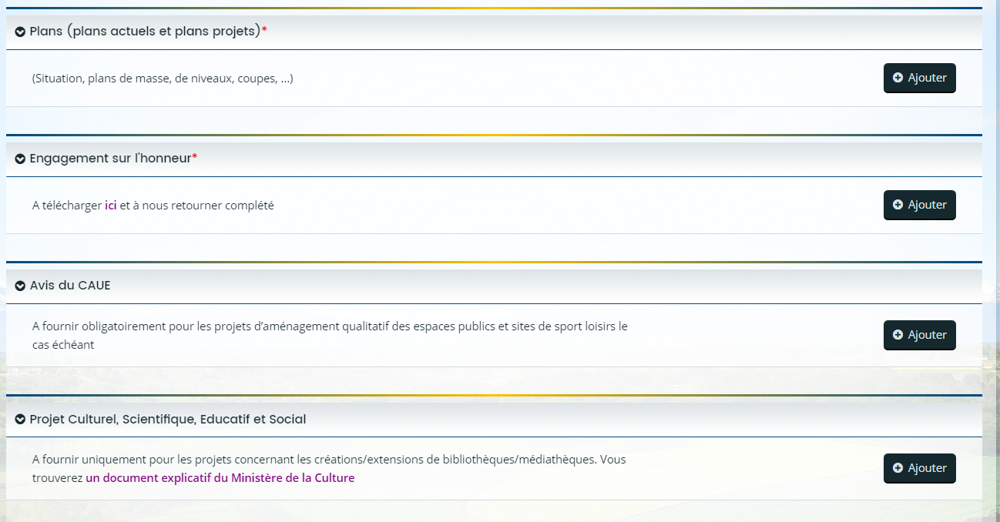 Plans (plans actuels et plans projets)*
(Situation, plans de masse, de niveaux, coupes, ...)
Ajouter
Engagement sur l'honneur*
A télécharger ici et à nous retourner complété
Ajouter
Avis du CAUE
A fournir obligatoirement pour les projets d’aménagement qualitatif des espaces publics et sites de sport loisirs le
cas échéant
Ajouter
Projet Culturel, Scientifique, Educatif et Social
A fournir uniquement pour les projets concernant les créations/extensions de bibliothèques/médiathèques. Vous
trouverez un document explicatif du Ministère de la Culture
Ajouter